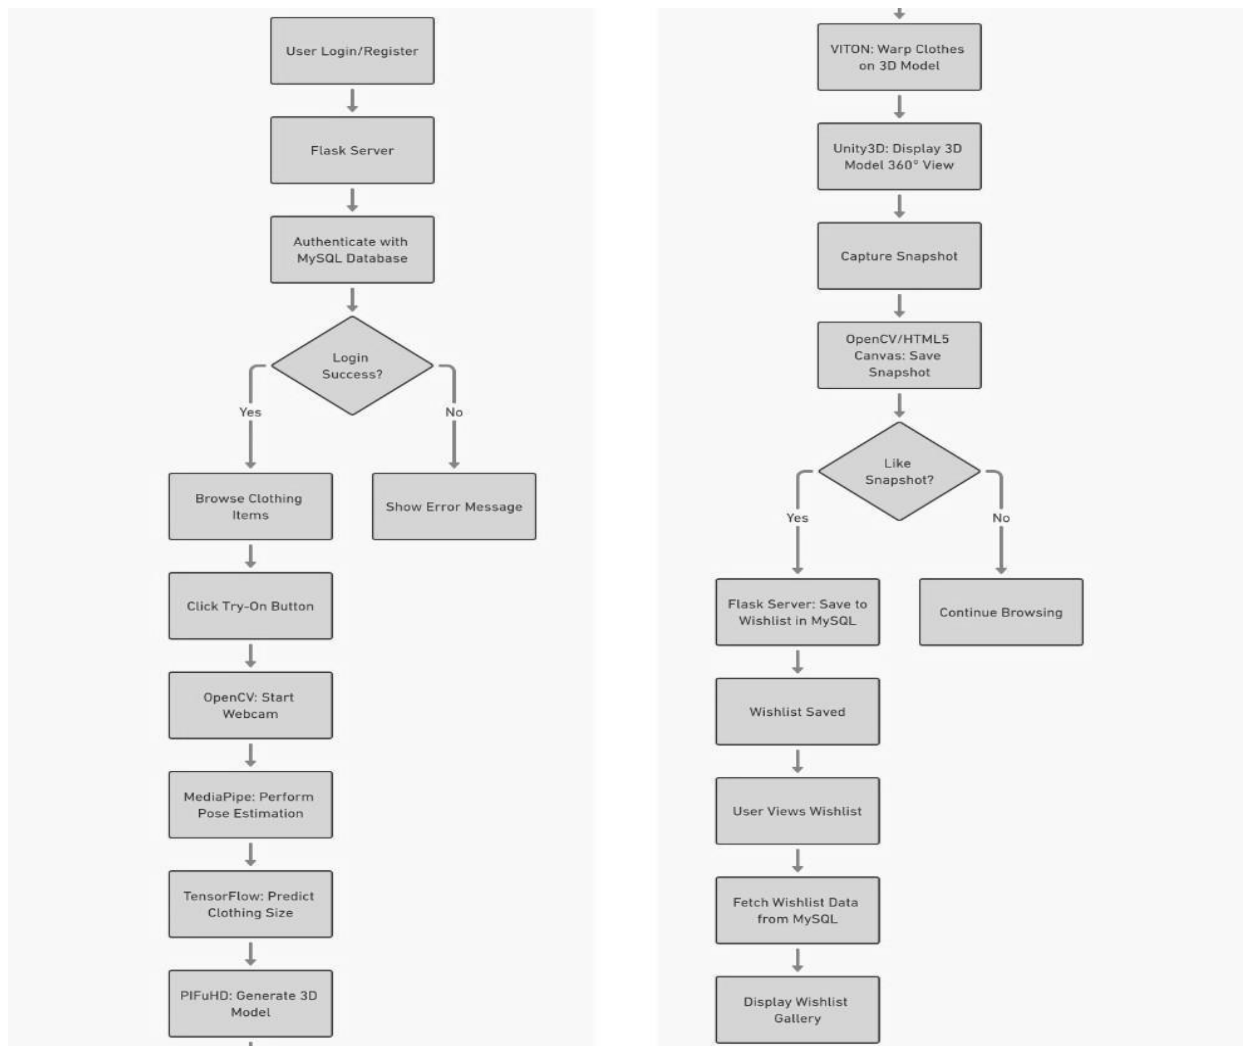 User Login/Register
Flask Server
Authenticate with
MySQL Database
Login
Success?
Yes
No
Browse Clothing
Items
Show Error Message
Click Try-On Button
OpenCV: Start
Webcam
MediaPipe: Perform
Pose Estimation
TensorFlow: Predict
Clothing Size
PIFuHD: Generate 3D
Model
VITON: Warp Clothes
on 3D Model
Unity3D: Display 3D
Model 360° View
Capture Snapshot
OpenCV/HTML5
Canvas: Save
Snapshot
Like
Snapshot?
Yes
No
Flask Server: Save to
Wishlist in MySQL
Continue Browsing
Wishlist Saved
User Views Wishlist
Fetch Wishlist Data
from MySQL
Display Wishlist
Gallery